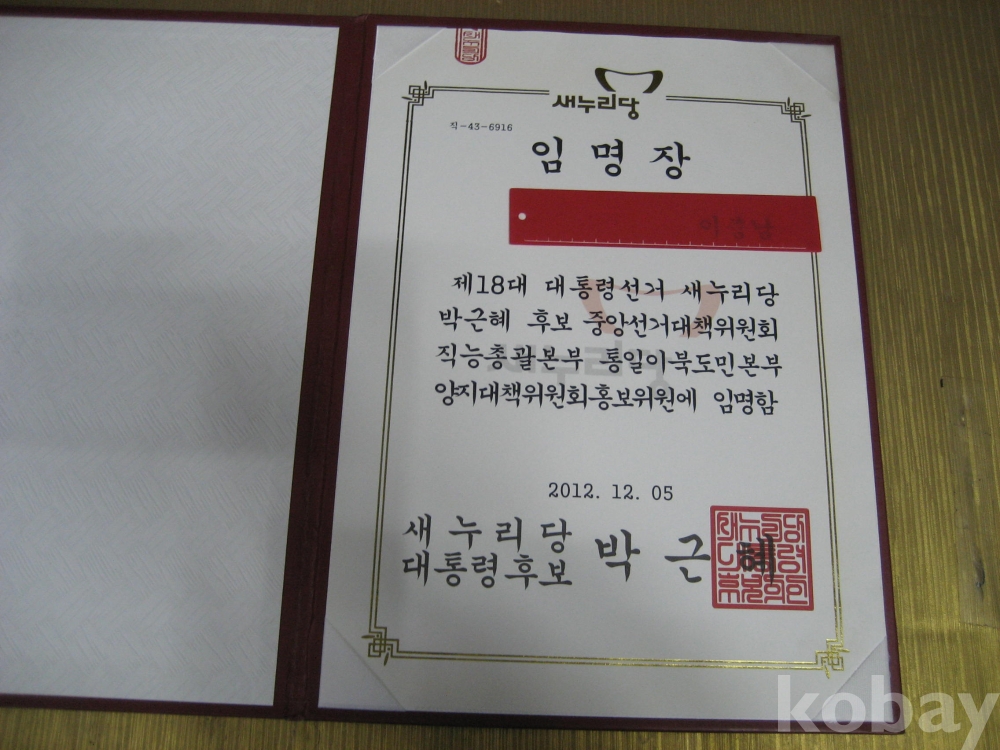 새누리당
직-43-6916
임 명 장
제18대 대통령선거 새누리당
박근혜 후보 중앙선거대책위원회
직능총괄본부 통일이북도민본부
양지대책위원회홍보위원에 임명함
2012. 12. 05
새누리당
대통령후보 박근혜
kobay